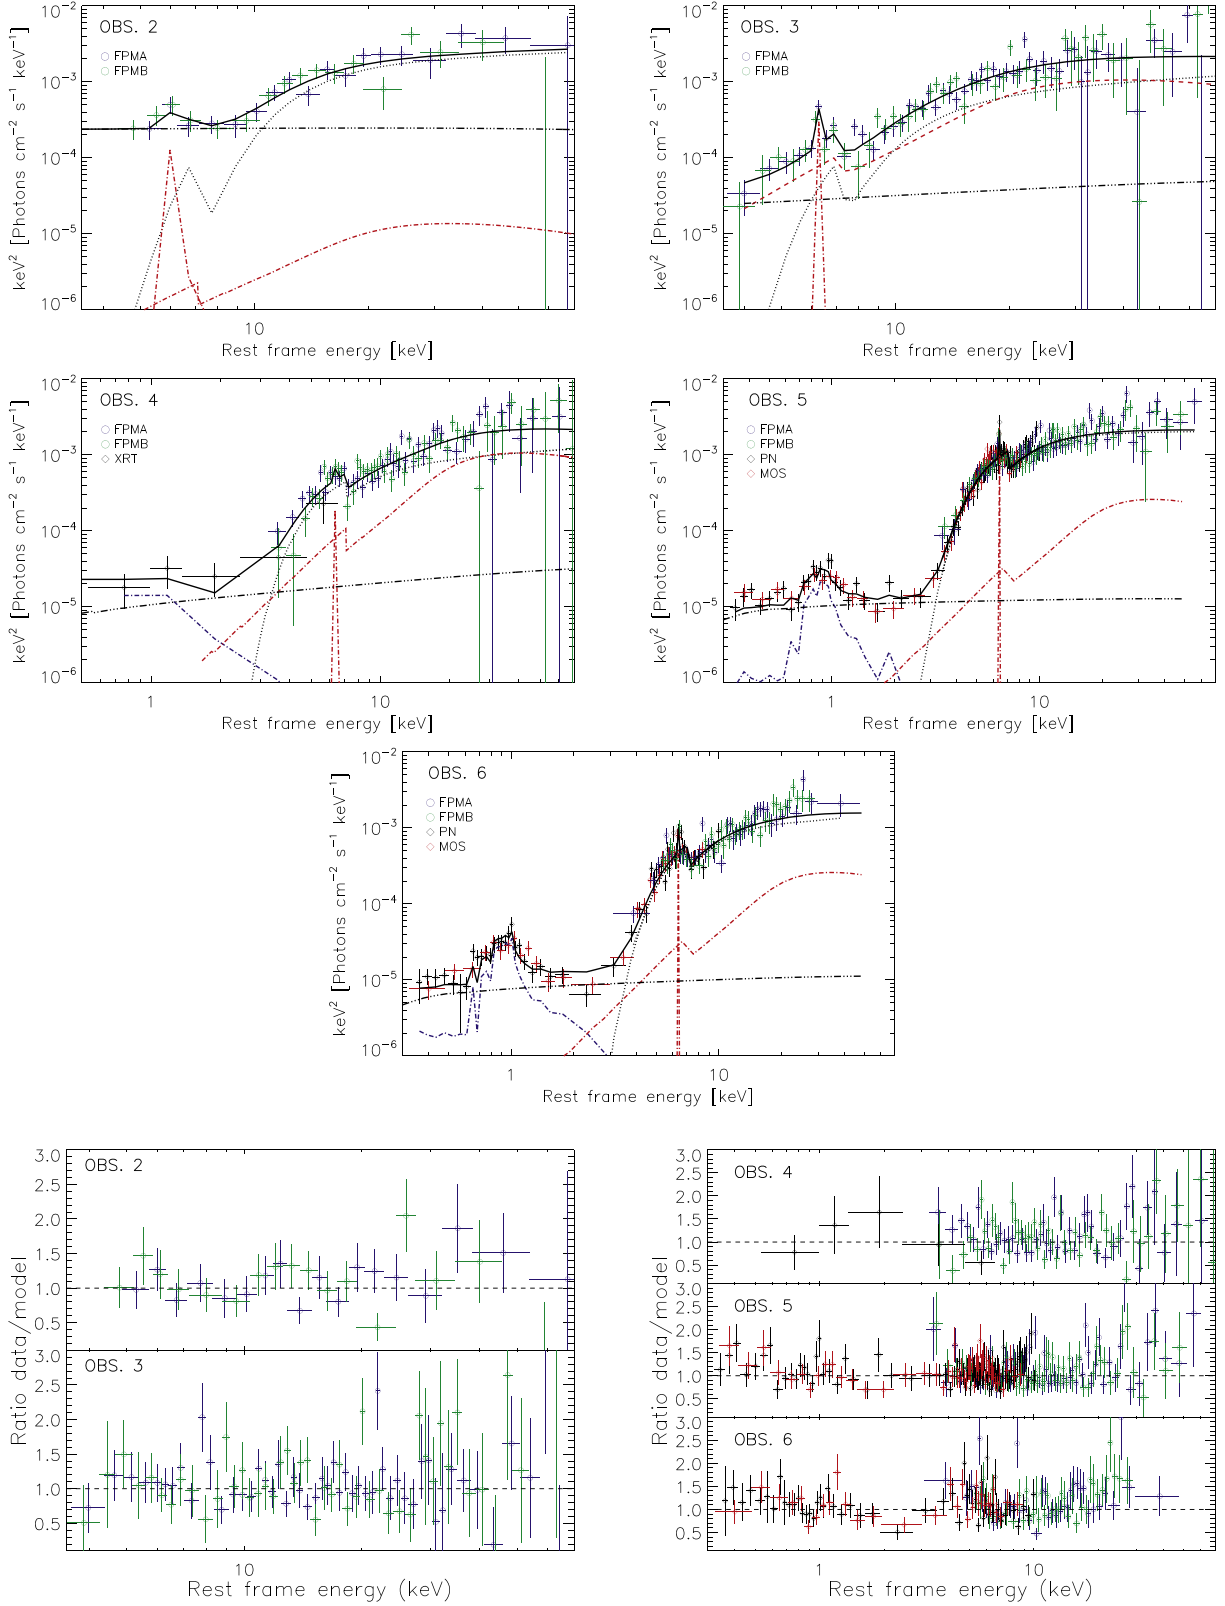 OBS. 2
FPMA
FPMB
10⁻²
10⁻³
10⁻⁴
10⁻⁵
10⁻⁶
keV² [Photons cm⁻² s⁻¹ keV⁻¹]
10
Rest frame energy [keV]
OBS. 3
FPMA
FPMB
10⁻²
10⁻³
10⁻⁴
10⁻⁵
10⁻⁶
keV² [Photons cm⁻² s⁻¹ keV⁻¹]
10
Rest frame energy [keV]
OBS. 4
FPMA
FPMB
XRT
10⁻²
10⁻³
10⁻⁴
10⁻⁵
10⁻⁶
keV² [Photons cm⁻² s⁻¹ keV⁻¹]
1 10
Rest frame energy [keV]
OBS. 5
FPMA
FPMB
PN
MOS
10⁻²
10⁻³
10⁻⁴
10⁻⁵
10⁻⁶
keV² [Photons cm⁻² s⁻¹ keV⁻¹]
1 10
Rest frame energy [keV]
OBS. 6
FPMA
FPMB
PN
MOS
10⁻²
10⁻³
10⁻⁴
10⁻⁵
10⁻⁶
keV² [Photons cm⁻² s⁻¹ keV⁻¹]
1 10
Rest frame energy [keV]
OBS. 2
3.0
2.5
2.0
1.5
1.0
0.5
OBS. 3
3.0
2.5
2.0
1.5
1.0
0.5
Ratio data/model
10
Rest frame energy (keV)
OBS. 4
3.0
2.5
2.0
1.5
1.0
0.5
OBS. 5
3.0
2.5
2.0
1.5
1.0
0.5
OBS. 6
3.0
2.5
2.0
1.5
1.0
0.5
Ratio data/model
1 10
Rest frame energy (keV)